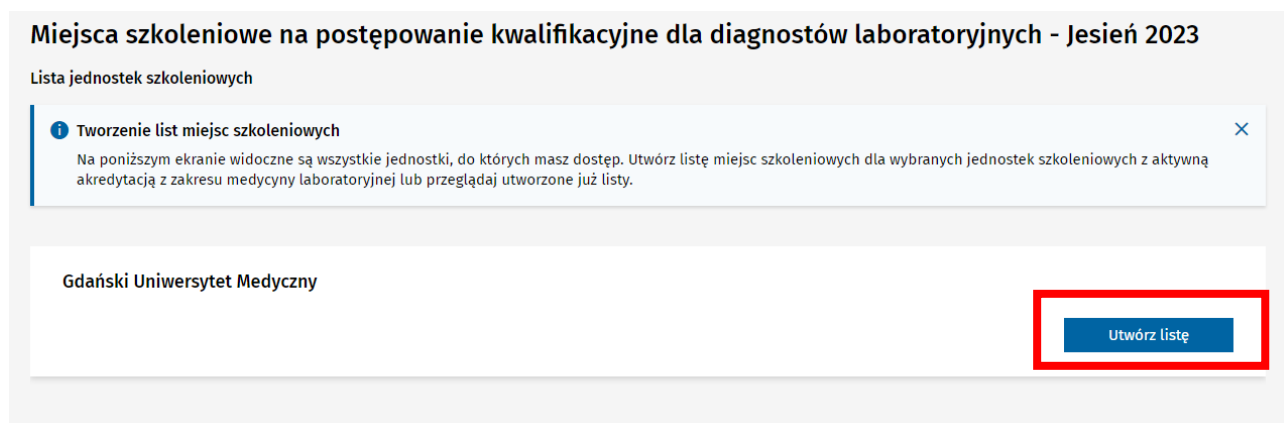 Miejsca szkoleniowe na postępowanie kwalifikacyjne dla diagnostów laboratoryjnych - Jesień 2023
Lista jednostek szkoleniowych
Tworzenie list miejsc szkoleniowych
Na poniższym ekranie widoczne są wszystkie jednostki, do których masz dostęp. Utwórz listę miejsc szkoleniowych dla wybranych jednostek szkoleniowych z aktywną
akredytacją z zakresu medycyny laboratoryjnej lub przeglądaj utworzone już listy.
Gdański Uniwersytet Medyczny
Utwórz listę